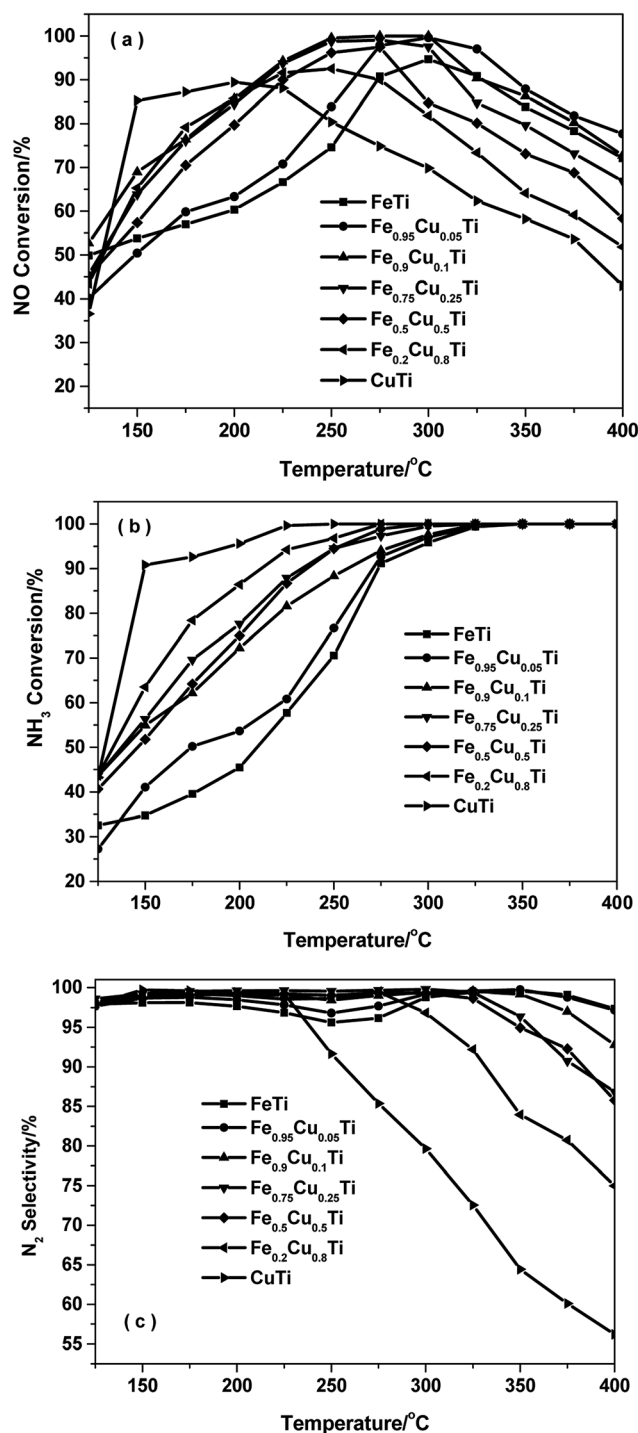 ( a )
100
90
80
70
60
50
40
30
20
NO Conversion/%
FeTi
Fe0.95Cu0.05Ti
Fe0.9Cu0.1Ti
Fe0.75Cu0.25Ti
Fe0.5Cu0.5Ti
Fe0.2Cu0.8Ti
CuTi
150 200 250 300 350 400
Temperature/°C
( b )
100
90
80
70
60
50
40
30
20
NH3 Conversion/%
FeTi
Fe0.95Cu0.05Ti
Fe0.9Cu0.1Ti
Fe0.75Cu0.25Ti
Fe0.5Cu0.5Ti
Fe0.2Cu0.8Ti
CuTi
150 200 250 300 350 400
Temperature/°C
100
95
90
85
80
75
70
65
60
55
N2 Selectivity/%
FeTi
Fe0.95Cu0.05Ti
Fe0.9Cu0.1Ti
Fe0.75Cu0.25Ti
Fe0.5Cu0.5Ti
Fe0.2Cu0.8Ti
CuTi
( c )
150 200 250 300 350 400
Temperature/°C